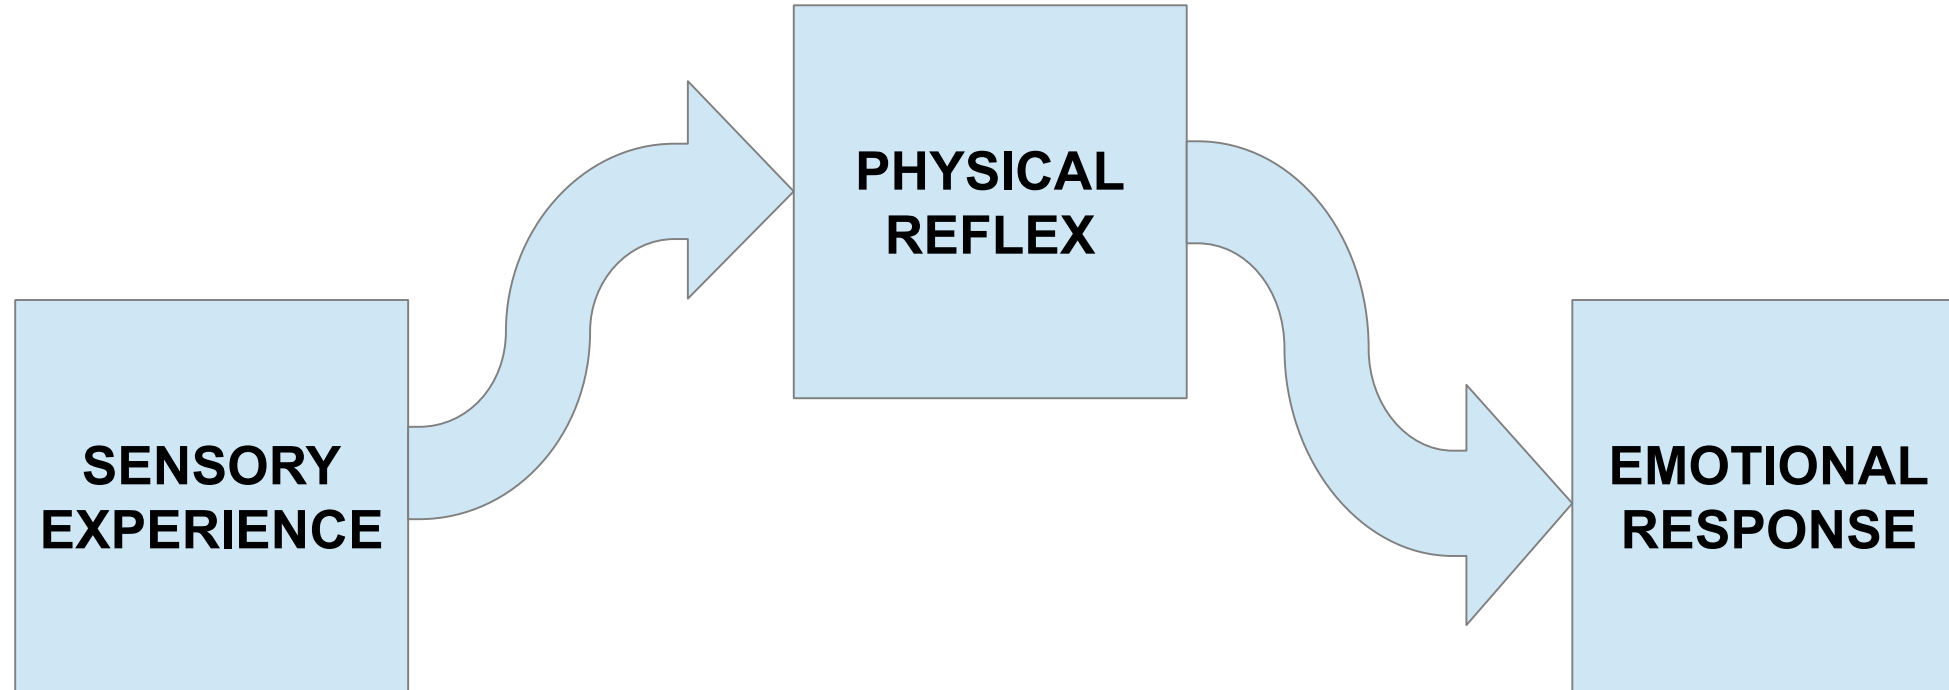 SENSORY
EXPERIENCE
PHYSICAL
REFLEX
EMOTIONAL
RESPONSE